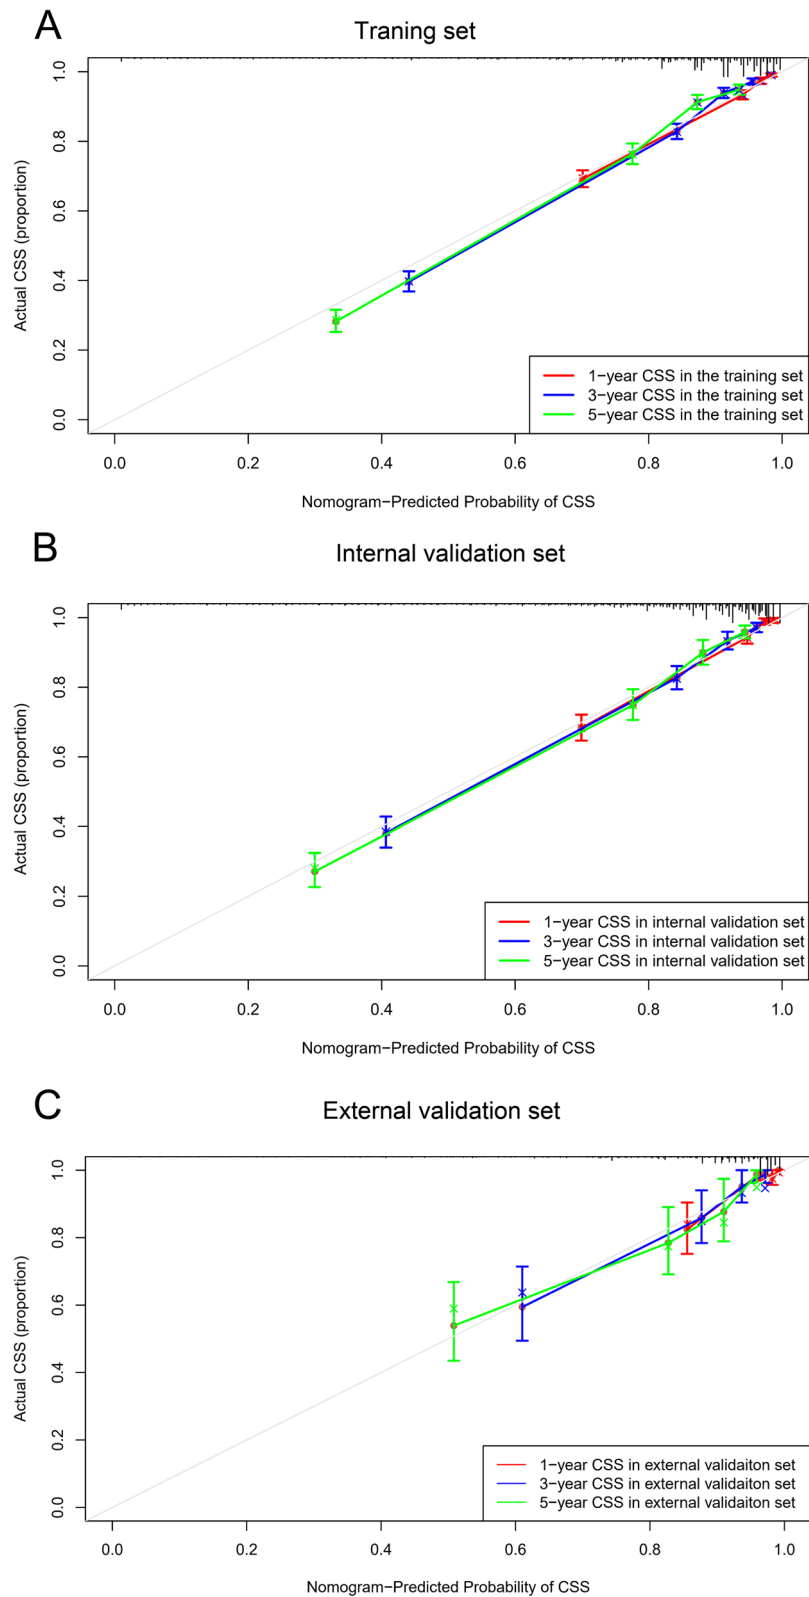 A
Traning set
Actual CSS (proportion)
1.0
0.8
0.6
0.4
0.2
0.0
1−year CSS in the training set
3−year CSS in the training set
5−year CSS in the training set
0.0 0.2 0.4 0.6 0.8 1.0
Nomogram−Predicted Probability of CSS
B
Internal validation set
Actual CSS (proportion)
1.0
0.8
0.6
0.4
0.2
0.0
1−year CSS in internal validation set
3−year CSS in internal validation set
5−year CSS in internal validation set
0.0 0.2 0.4 0.6 0.8 1.0
Nomogram−Predicted Probability of CSS
C
External validation set
Actual CSS (proportion)
1.0
0.8
0.6
0.4
0.2
0.0
1−year CSS in external validaiton set
3−year CSS in external validaiton set
5−year CSS in external validaiton set
0.0 0.2 0.4 0.6 0.8 1.0
Nomogram−Predicted Probability of CSS